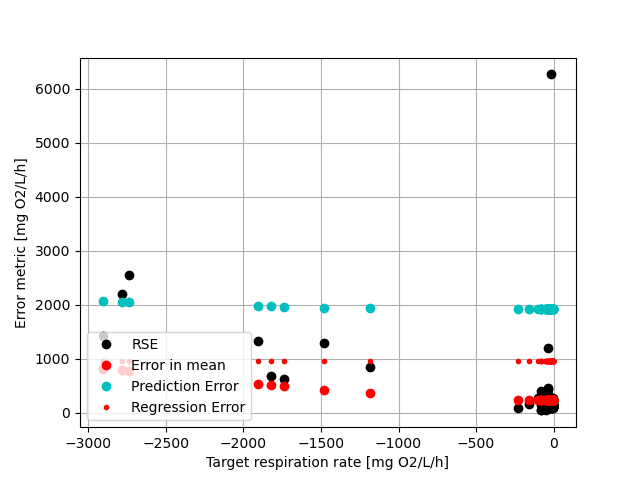 6000
5000
4000
3000
2000
1000
0
Error metric [mg O2/L/h]
RSE
Error in mean
Prediction Error
Regression Error
−3000 −2500 −2000 −1500 −1000 −500 0
Target respiration rate [mg O2/L/h]